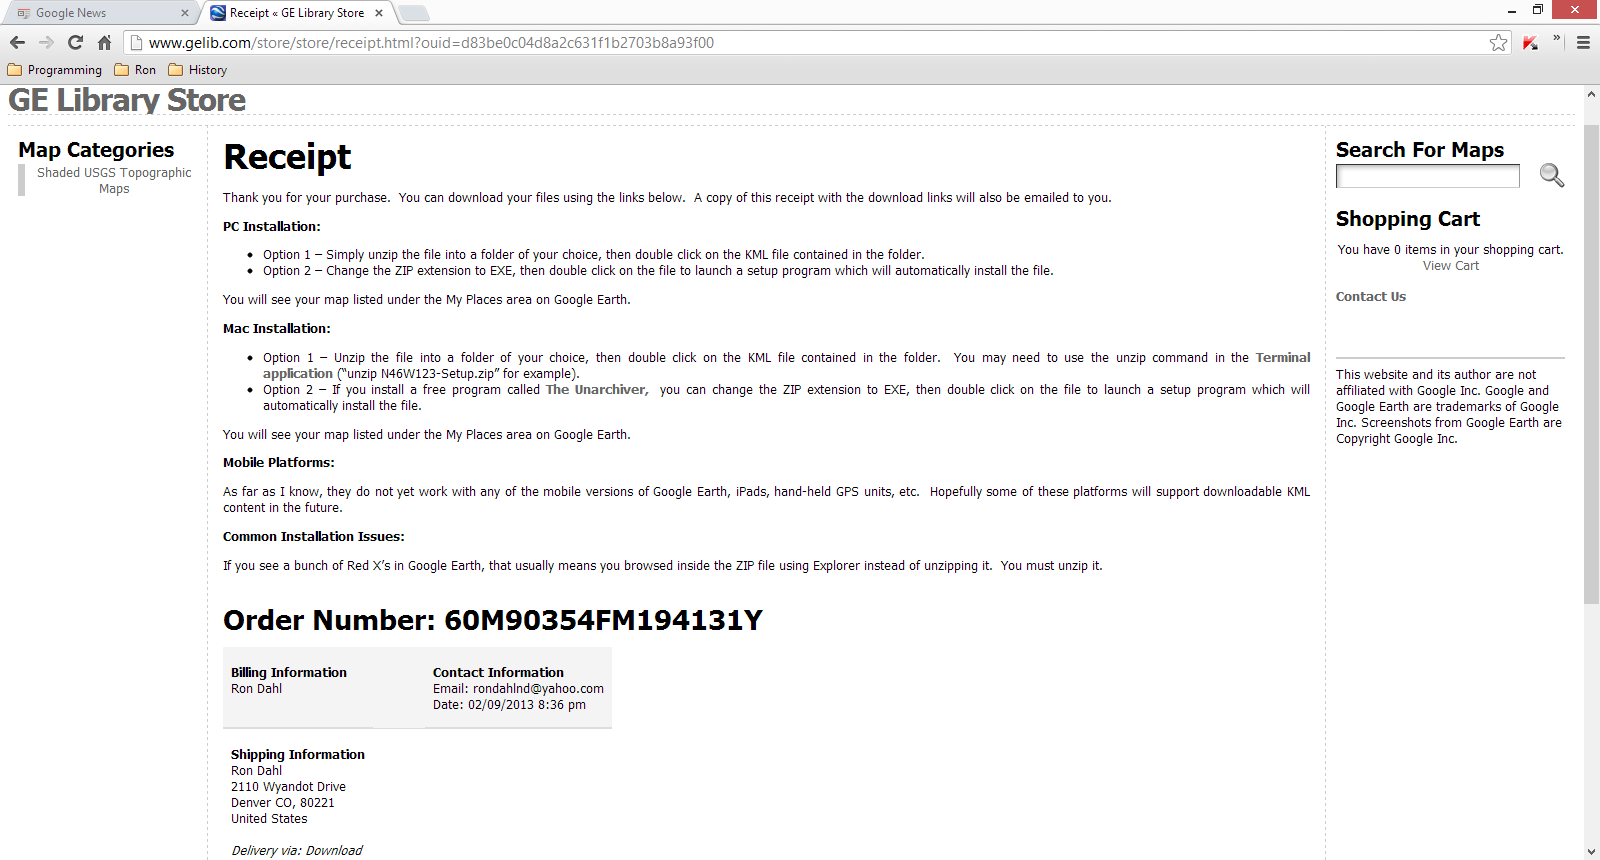 Google News
Receipt « GE Library Store
www.gelib.com/store/store/receipt.html?ouid=d83be0c04d8a2c631f1b2703b8a93f00
Programming
Ron
History
GE Library Store
Map Categories
Shaded USGS Topographic
Maps
Receipt
Thank you for your purchase.  You can download your files using the links below.  A copy of this receipt with the download links will also be emailed to you.
PC Installation:
• Option 1 – Simply unzip the file into a folder of your choice, then double click on the KML file contained in the folder.
• Option 2 – Change the ZIP extension to EXE, then double click on the file to launch a setup program which will automatically install the file.
You will see your map listed under the My Places area on Google Earth.
Mac Installation:
• Option 1 – Unzip the file into a folder of your choice, then double click on the KML file contained in the folder.  You may need to use the unzip command in the Terminal
application (“unzip N46W123-Setup.zip” for example).
• Option 2 – If you install a free program called The Unarchiver,  you can change the ZIP extension to EXE, then double click on the file to launch a setup program which will
automatically install the file.
You will see your map listed under the My Places area on Google Earth.
Mobile Platforms:
As far as I know, they do not yet work with any of the mobile versions of Google Earth, iPads, hand-held GPS units, etc.  Hopefully some of these platforms will support downloadable KML
content in the future.
Common Installation Issues:
If you see a bunch of Red X’s in Google Earth, that usually means you browsed inside the ZIP file using Explorer instead of unzipping it.  You must unzip it.
Order Number: 60M90354FM194131Y
Billing Information
Ron Dahl
Contact Information
Email: rondahlnd@yahoo.com
Date: 02/09/2013 8:36 pm
Shipping Information
Ron Dahl
2110 Wyandot Drive
Denver CO, 80221
United States
Delivery via: Download
Search For Maps
Shopping Cart
You have 0 items in your shopping cart.
View Cart
Contact Us
This website and its author are not
affiliated with Google Inc. Google and
Google Earth are trademarks of Google
Inc. Screenshots from Google Earth are
Copyright Google Inc.